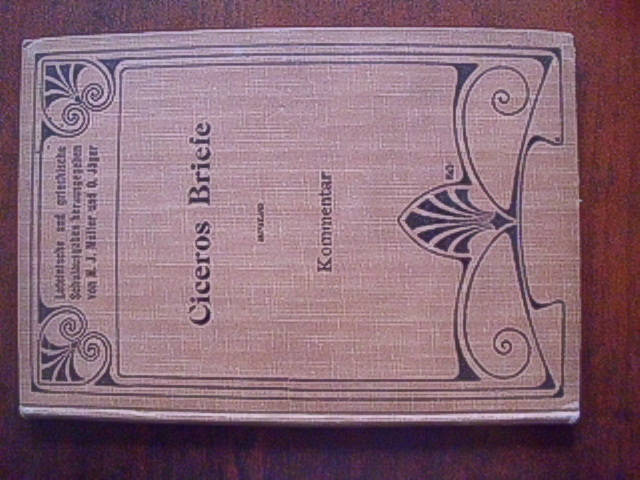 Lateinische und griechische
Schulausgaben herausgegeben
von H. J. Müller und O. Jäger
Ciceros Briefe
Kommentar